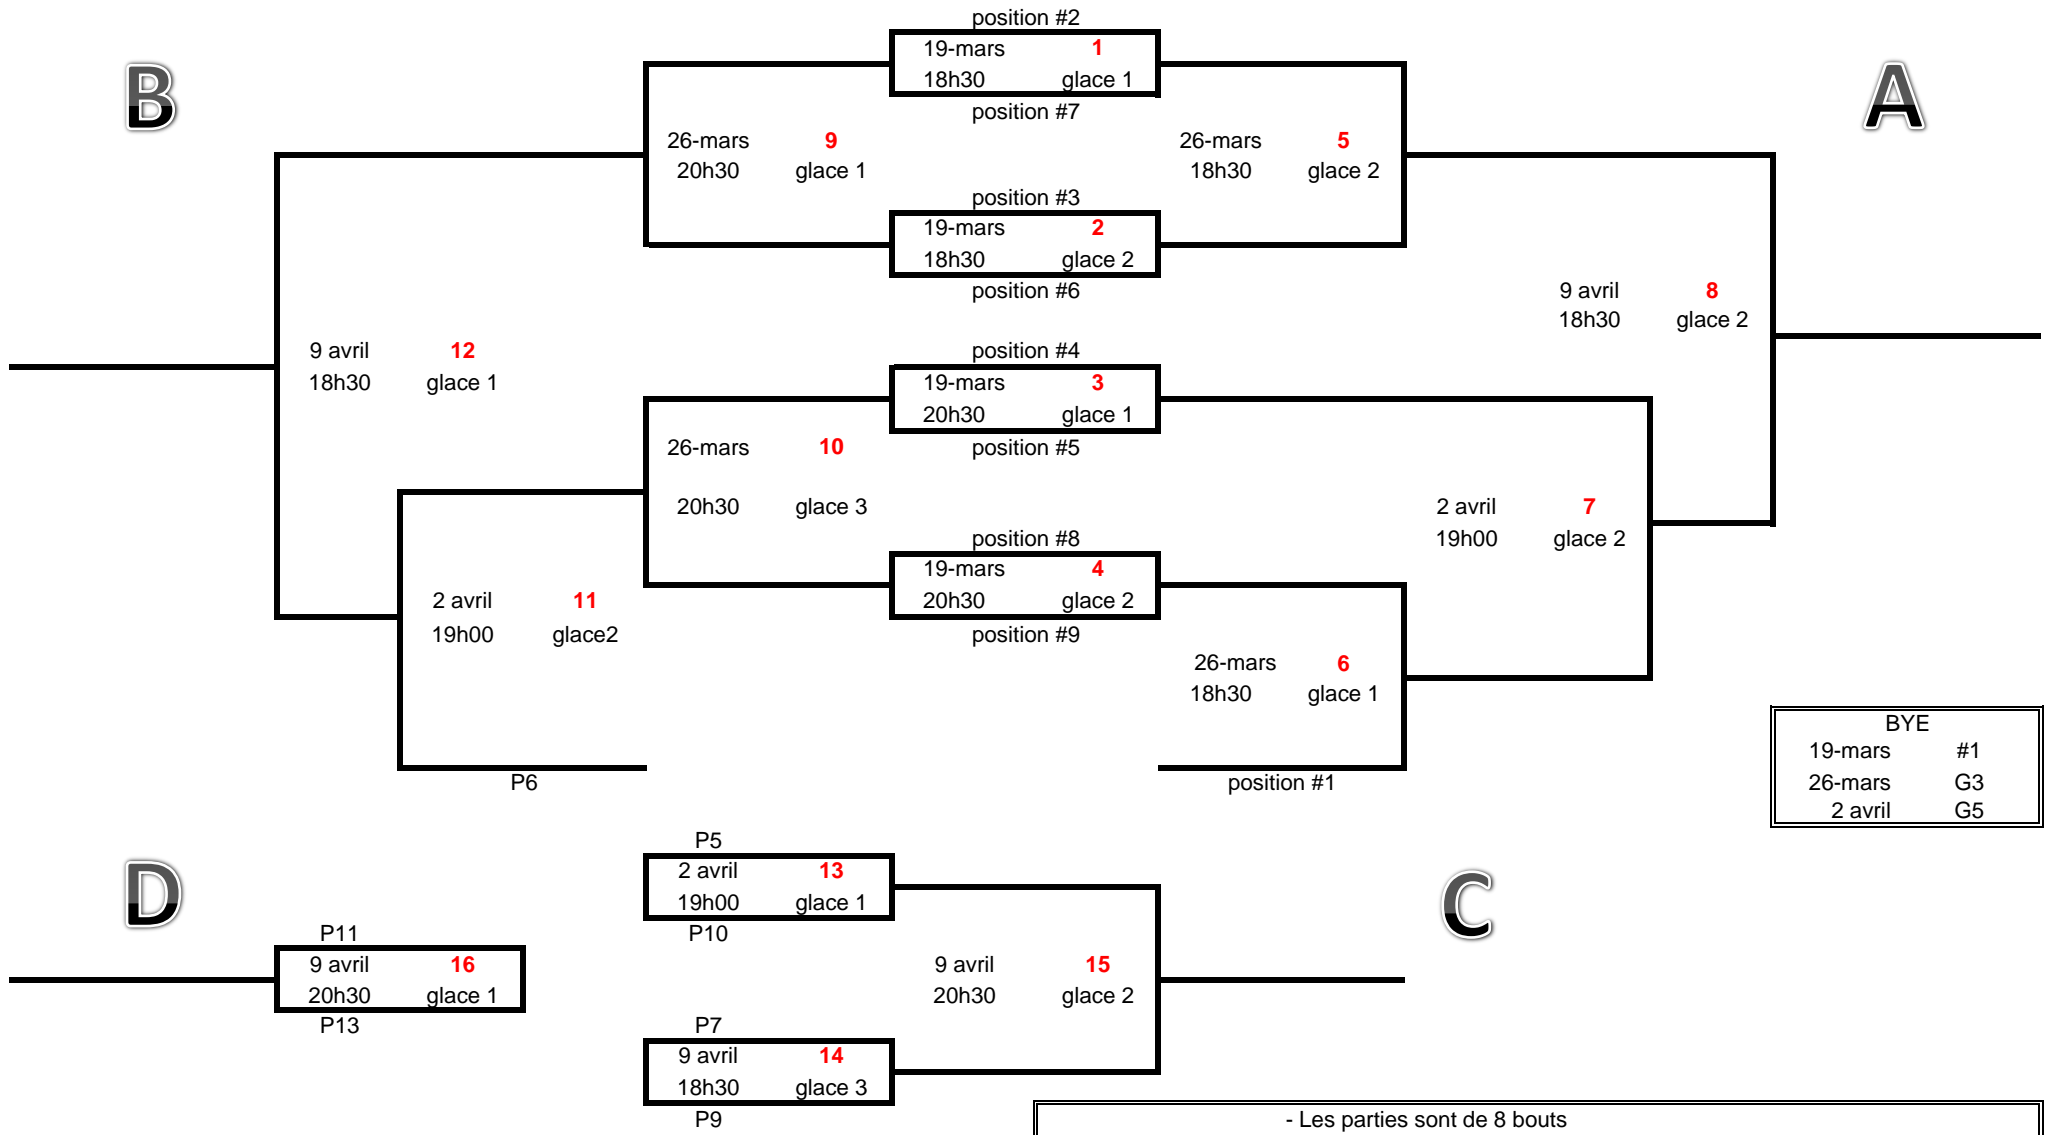 position #2
19-mars 1
18h30 glace 1
position #7
B
A
26-mars 9
20h30 glace 1
26-mars 5
18h30 glace 2
position #3
19-mars 2
18h30 glace 2
position #6
9 avril 8
18h30 glace 2
9 avril 12
18h30 glace 1
position #4
19-mars 3
20h30 glace 1
position #5
26-mars 10
20h30 glace 3
2 avril 7
19h00 glace 2
position #8
19-mars 4
20h30 glace 2
position #9
2 avril 11
19h00 glace2
P6
26-mars 6
18h30 glace 1
position #1
BYE
19-mars #1
26-mars G3
2 avril G5
D
P11
9 avril 16
20h30 glace 1
P13
P5
2 avril 13
19h00 glace 1
P10
C
9 avril 15
20h30 glace 2
P7
9 avril 14
18h30 glace 3
P9
- Les parties sont de 8 bouts